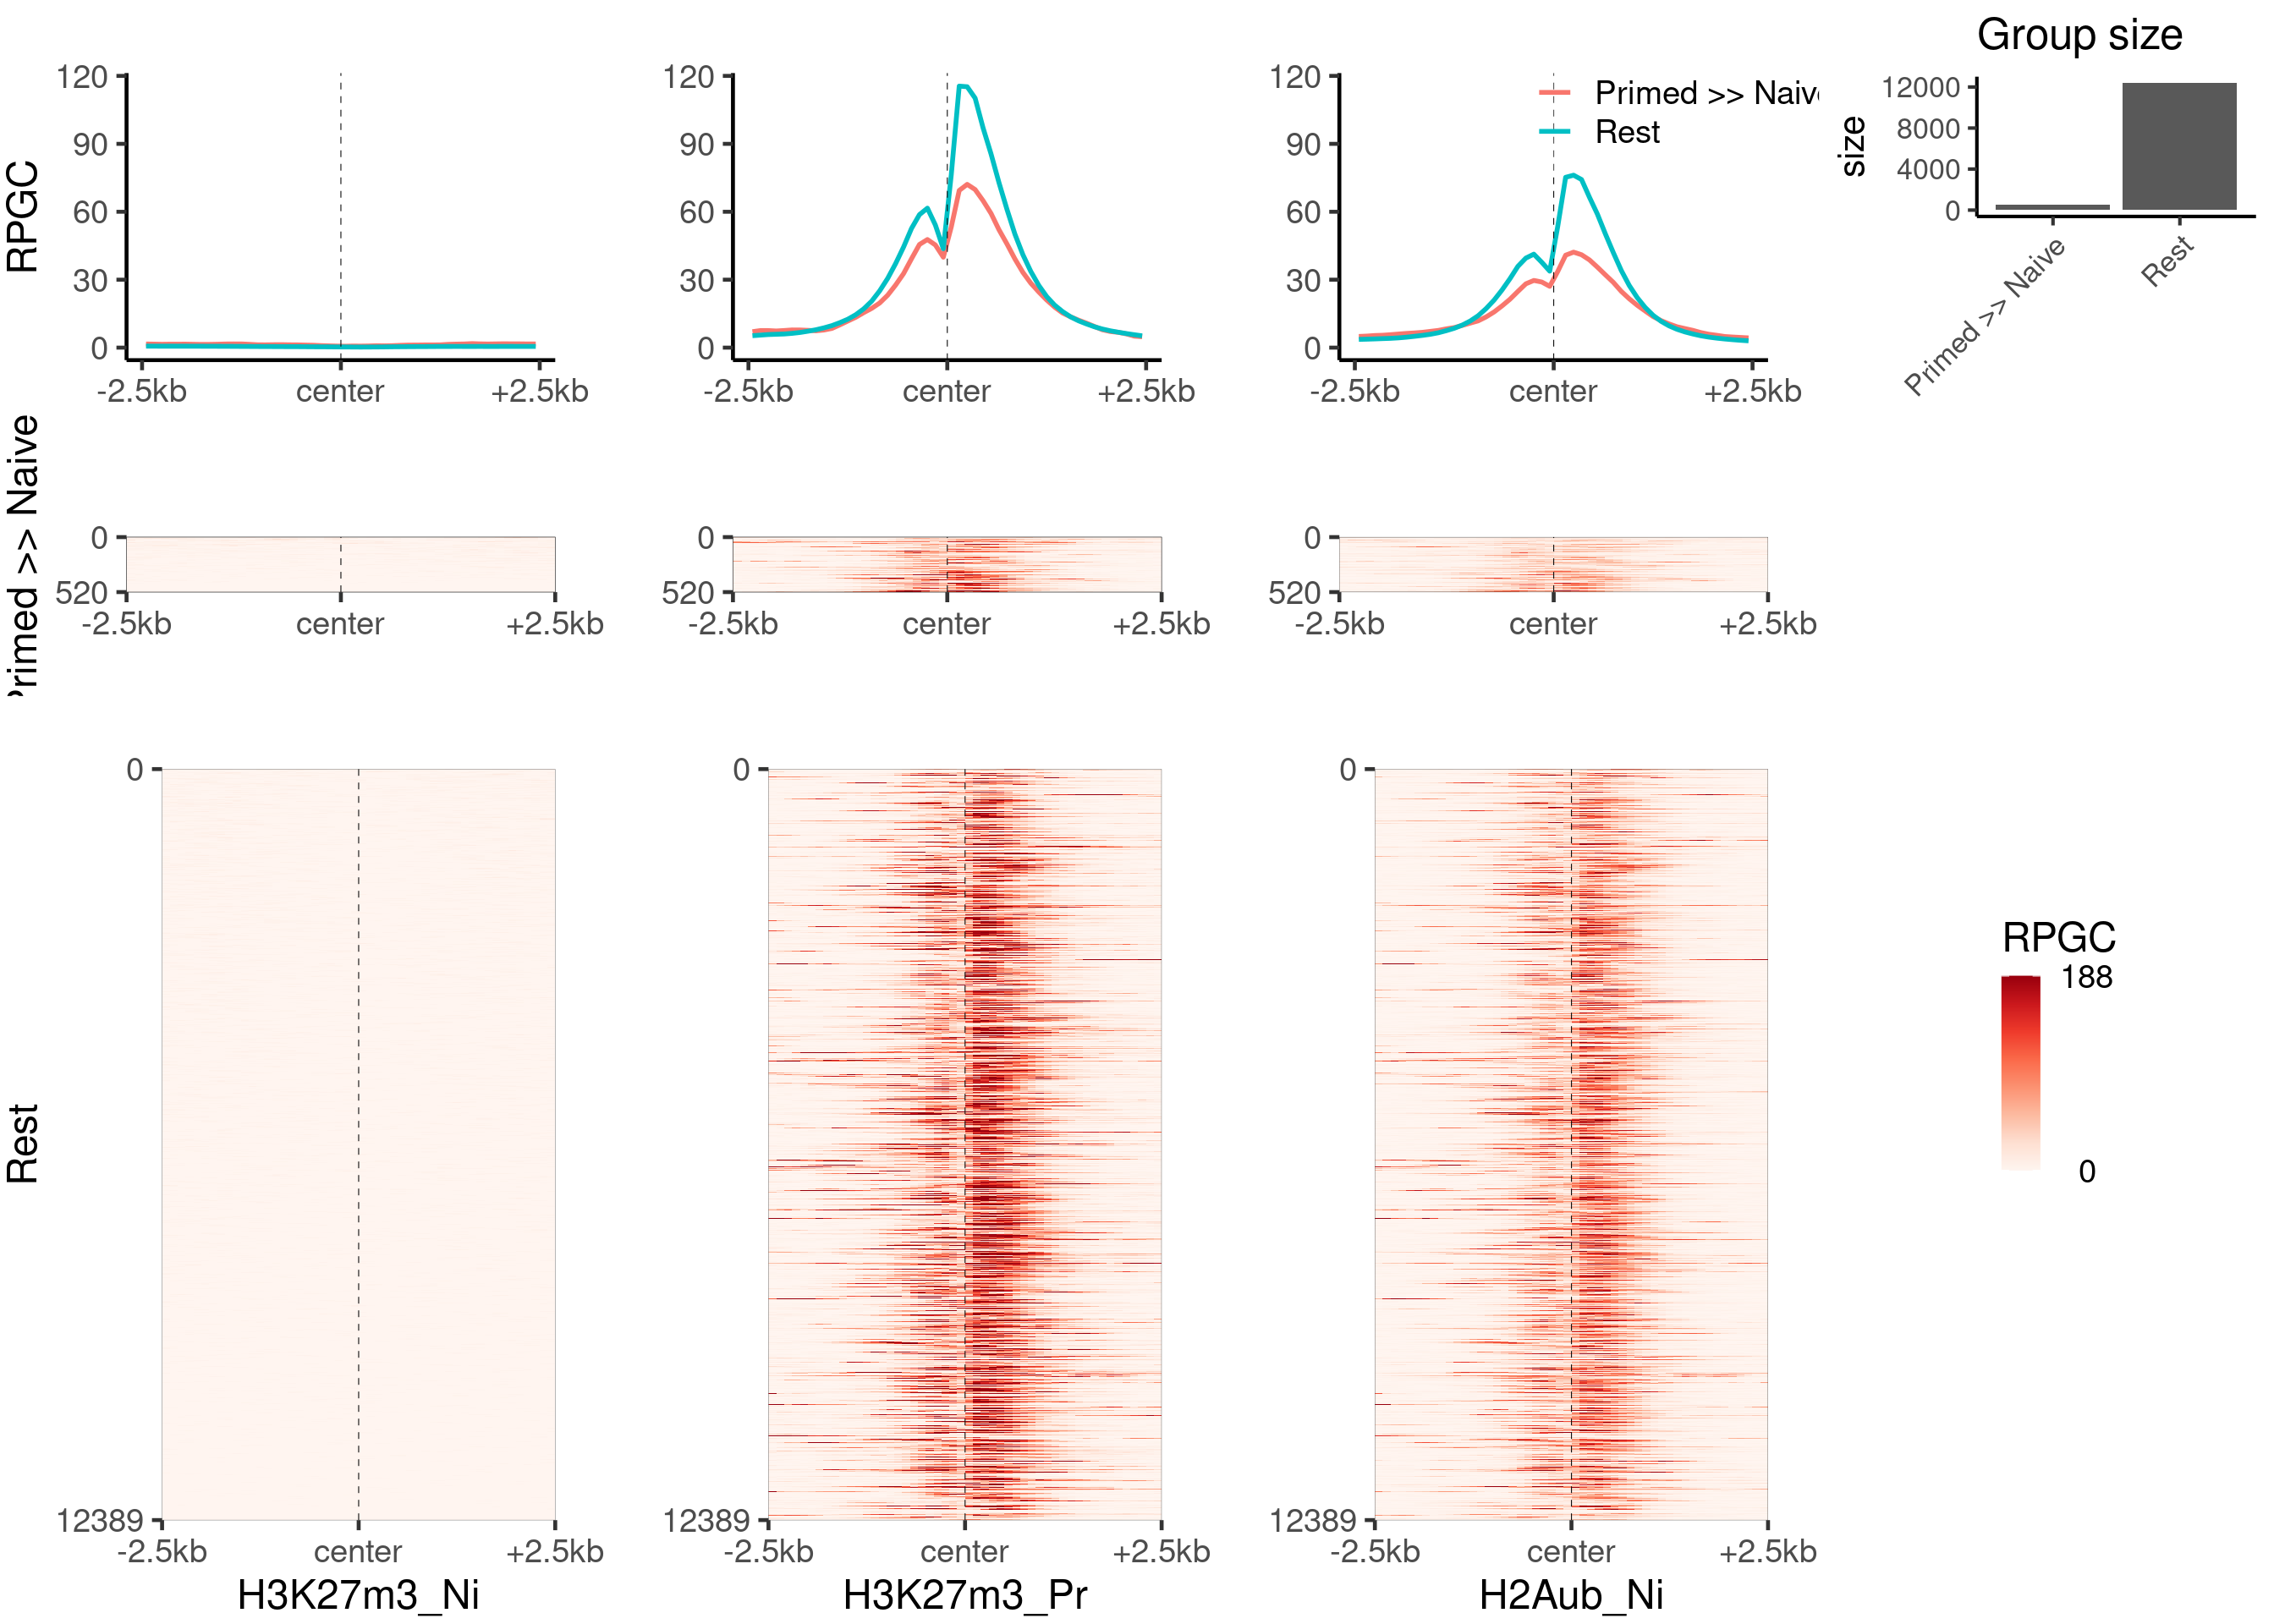 Group size
120
90
60
30
0
RPGC
-2.5kb center +2.5kb
120
90
60
30
0
-2.5kb center +2.5kb
120
90
60
30
0
Primed >> Naiv
Rest
-2.5kb center +2.5kb
12000
8000
4000
0
size
Primed >> Naive
Rest
Primed >> Naive
0
520
-2.5kb center +2.5kb
0
520
-2.5kb center +2.5kb
0
520
-2.5kb center +2.5kb
Rest
0
12389
-2.5kb center +2.5kb
H3K27m3_Ni
0
12389
-2.5kb center +2.5kb
H3K27m3_Pr
0
12389
-2.5kb center +2.5kb
H2Aub_Ni
RPGC
188
0